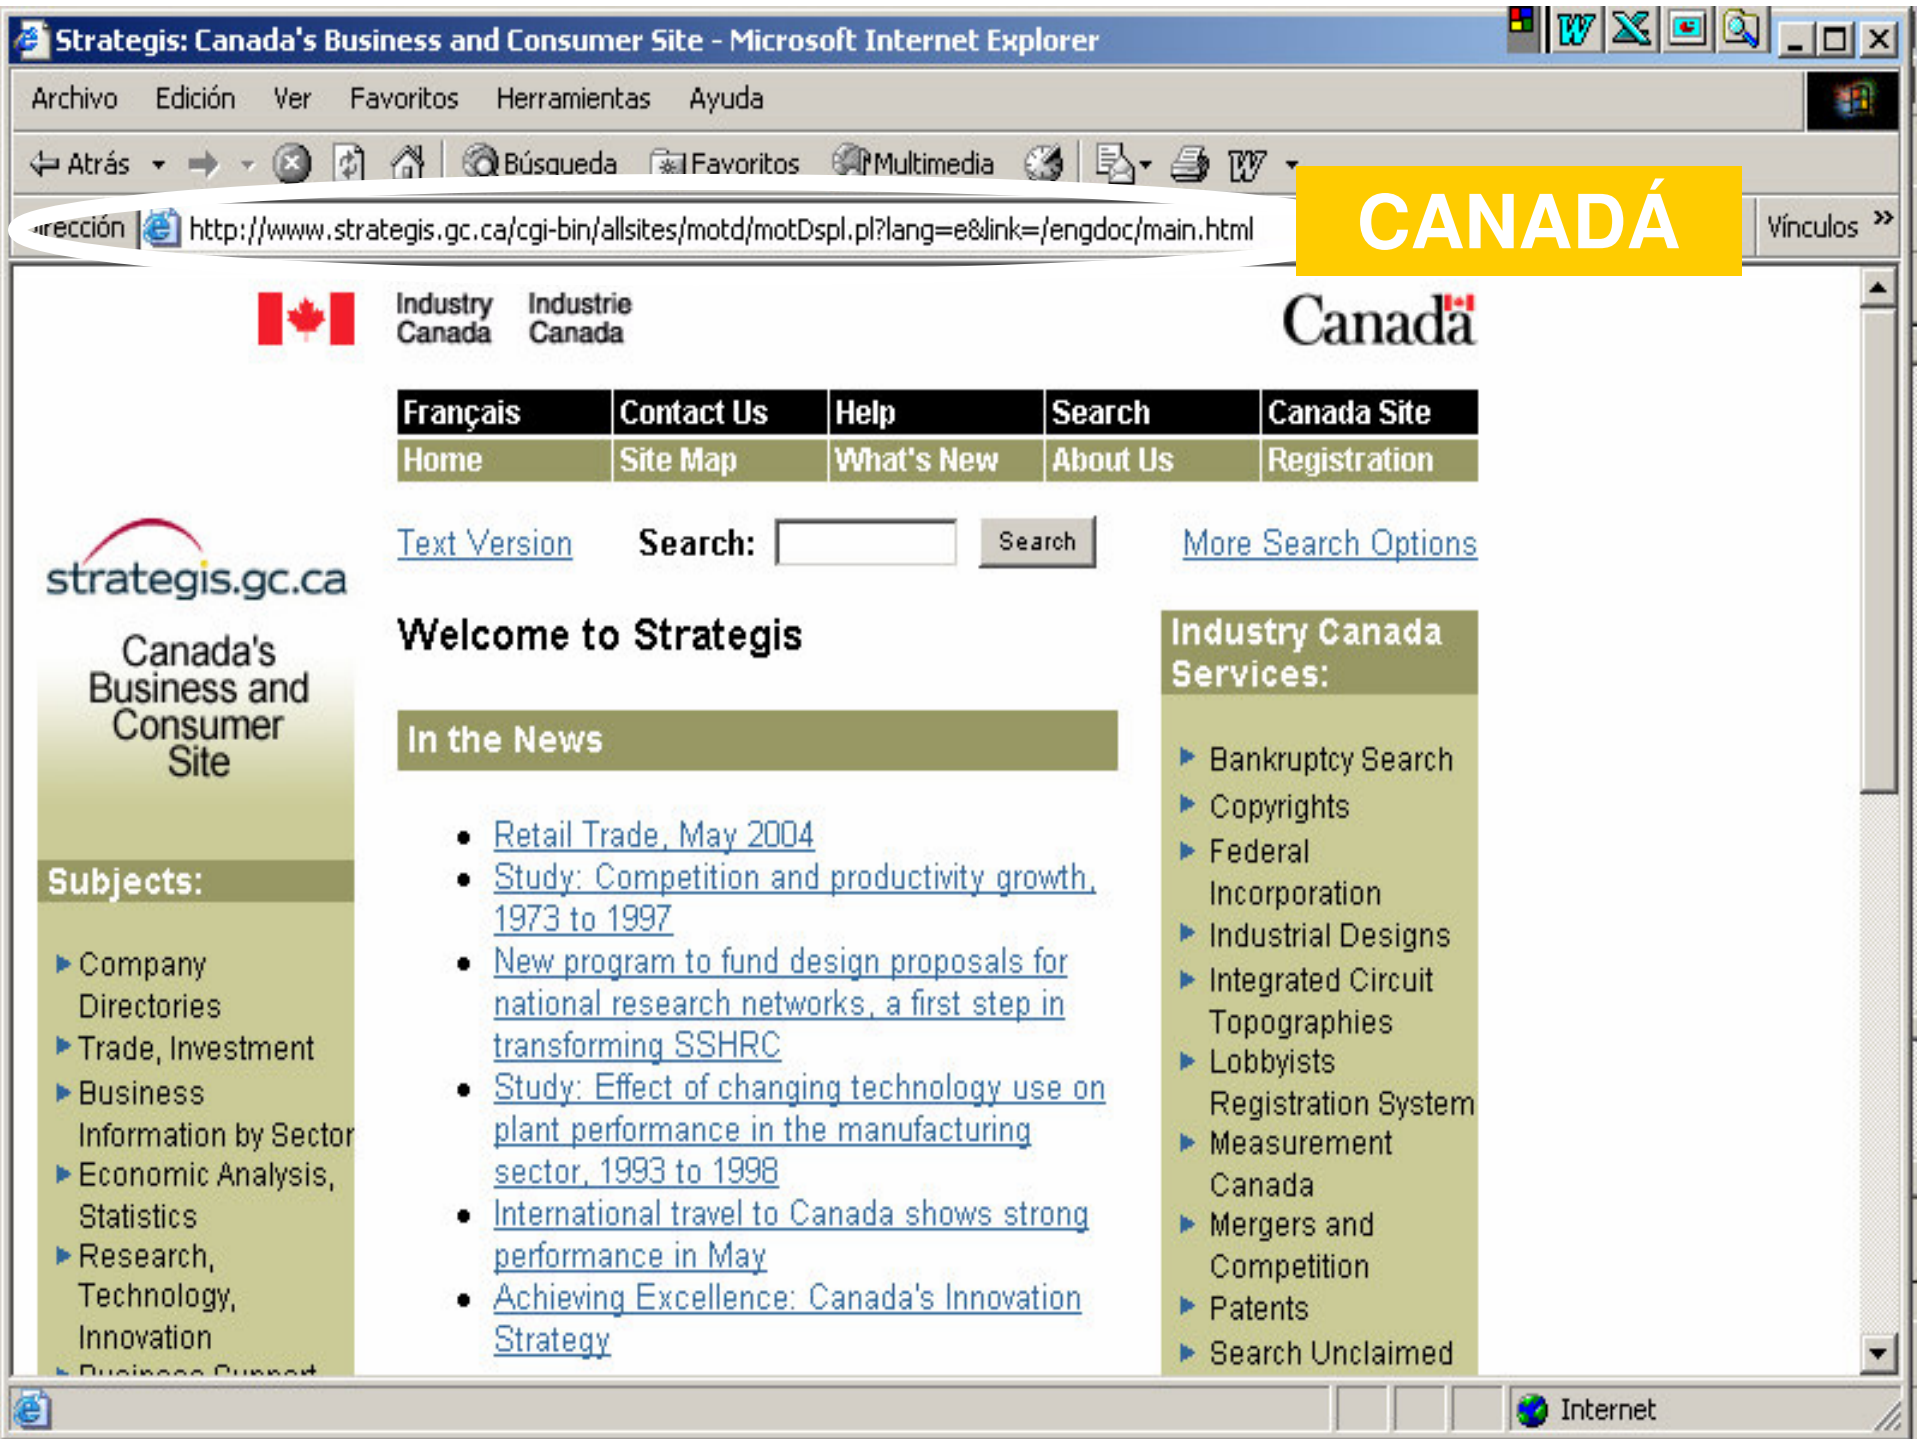 Strategis: Canada's Business and Consumer Site - Microsoft Internet Explorer
Archivo Edición Ver Favoritos Herramientas Ayuda
Atrás Búsqueda Favoritos Multimedia
http://www.strategis.gc.ca/cgi-bin/allsites/motd/motDspl.pl?lang=e&link=/engdoc/main.html
CANADÁ
Vínculos »
Industry Industrie
Canada Canada
Canada
Français Contact Us Help Search Canada Site
Home Site Map What's New About Us Registration
Text Version Search: Search More Search Options
strategis.gc.ca
Canada's
Business and
Consumer
Site
Subjects:
Company
Directories
Trade, Investment
Business
Information by Sector
Economic Analysis,
Statistics
Research,
Technology,
Innovation
Welcome to Strategis
In the News
Retail Trade, May 2004
Study: Competition and productivity growth,
1973 to 1997
New program to fund design proposals for
national research networks, a first step in
transforming SSHRC
Study: Effect of changing technology use on
plant performance in the manufacturing
sector, 1993 to 1998
International travel to Canada shows strong
performance in May
Achieving Excellence: Canada's Innovation
Strategy
Industry Canada
Services:
Bankruptcy Search
Copyrights
Federal
Incorporation
Industrial Designs
Integrated Circuit
Topographies
Lobbyists
Registration System
Measurement
Canada
Mergers and
Competition
Patents
Search Unclaimed
Internet